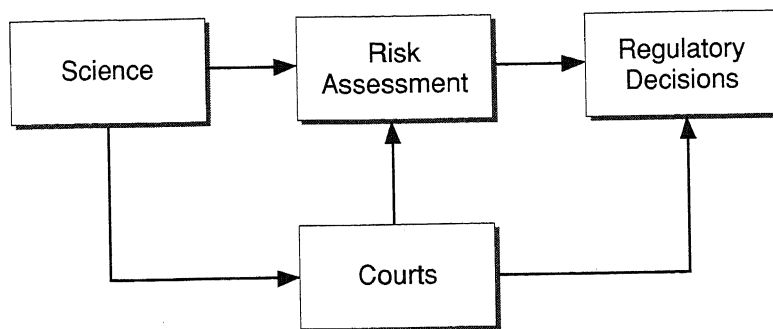 Science
Risk
Assessment
Regulatory
Decisions
Courts